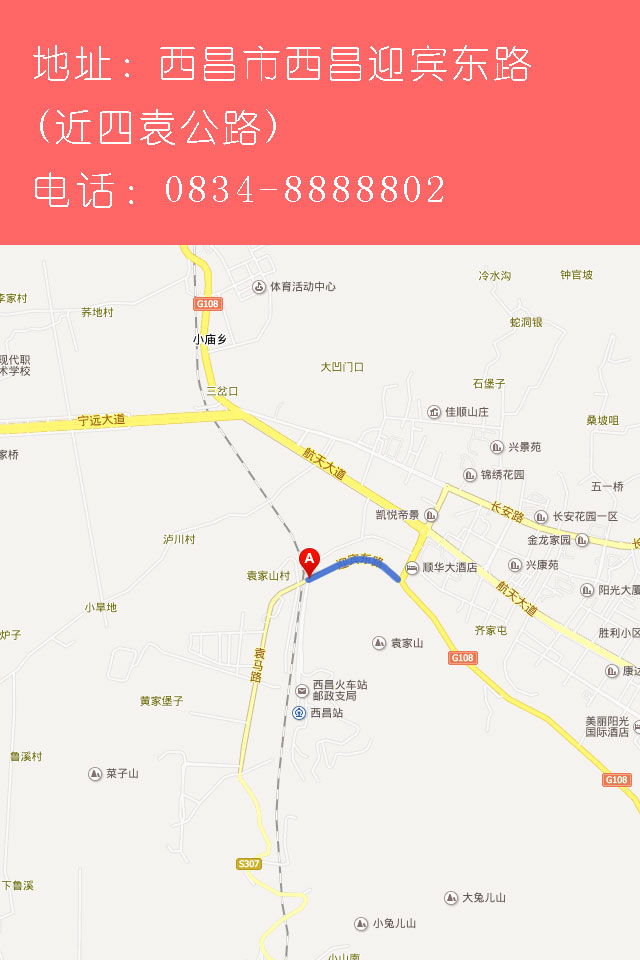 地址：西昌市西昌迎宾东路
(近四袁公路)
电话：0834-8888802
冷水沟
钟官坡
体育活动中心
李家村
G108
荞地村
蛇洞银
小庙乡
现代职
术学校
大凹门口
石堡子
三岔口
佳顺山庄
宁远大道
桑坡咀
兴景苑
家桥
航天大道
锦绣花园
五一桥
凯悦帝景
长安路
长安花园一区
泸川村
金龙家园
长
迎宾东路
A
顺华大酒店
兴康苑
袁家山村
阳光大厦
航天大道
小旱地
齐家屯
胜利小区
炉子
袁家山
袁马路
G108
康达
西昌火车站
邮政支局
黄家堡子
西昌站
美丽阳光
国际酒店
鲁溪村
菜子山
G108
S307
下鲁溪
大兔儿山
小兔儿山
小山南